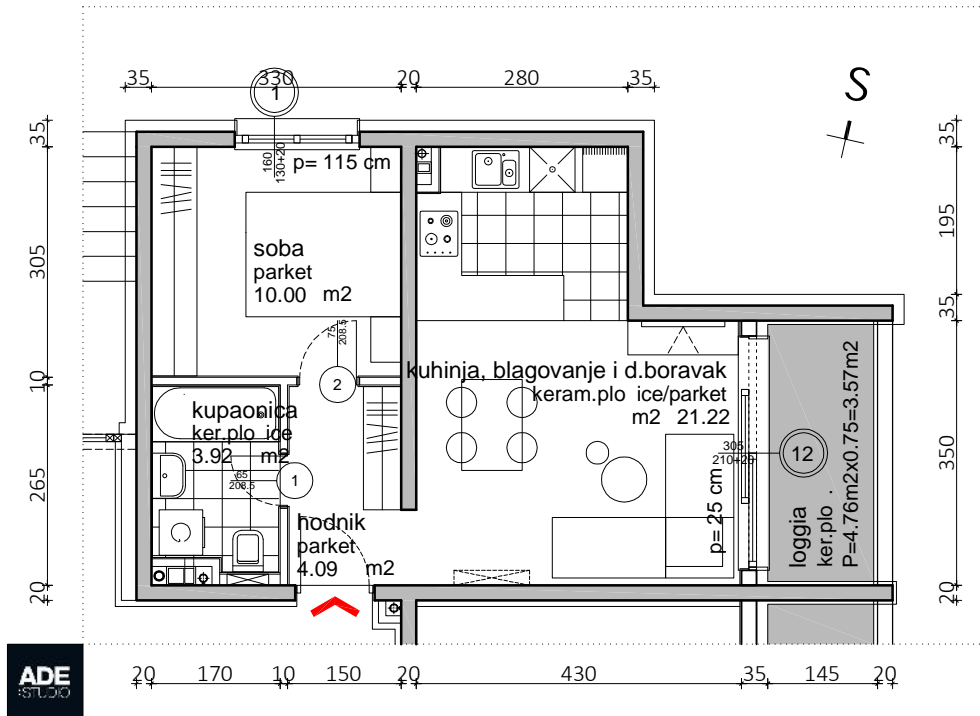 35 330 20 280 35
1
S
35
305
10
265
20
35
195
35
350
20
160
130+20
p= 115 cm
soba
parket
10.00 m2
75
208.5
2
kuhinja, blagovanje i d.boravak
keram.plo ice/parket
m2 21.22
kupaonica
ker.plo ice
3.92 m2
65
208.5
1
hodnik
parket
4.09 m2
305
210+20
12
p= 25 cm
loggia
ker.plo .
P=4.76m2x0.75=3.57m2
20 170 10 150 20 430 35 145 20
ADE
:STUDIO